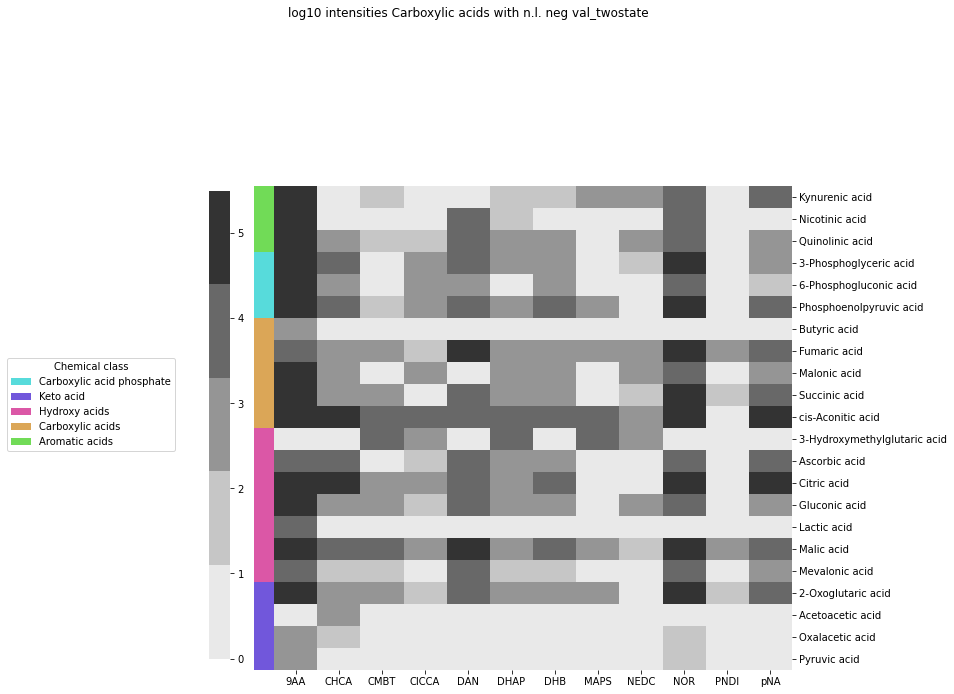 log10 intensities Carboxylic acids with n.l. neg val_twostate
Chemical class
Carboxylic acid phosphate
Keto acid
Hydroxy acids
Carboxylic acids
Aromatic acids
5
4
3
2
1
0
Kynurenic acid
Nicotinic acid
Quinolinic acid
3-Phosphoglyceric acid
6-Phosphogluconic acid
Phosphoenolpyruvic acid
Butyric acid
Fumaric acid
Malonic acid
Succinic acid
cis-Aconitic acid
3-Hydroxymethylglutaric acid
Ascorbic acid
Citric acid
Gluconic acid
Lactic acid
Malic acid
Mevalonic acid
2-Oxoglutaric acid
Acetoacetic acid
Oxalacetic acid
Pyruvic acid
9AA CHCA CMBT ClCCA DAN DHAP DHB MAPS NEDC NOR PNDI pNA